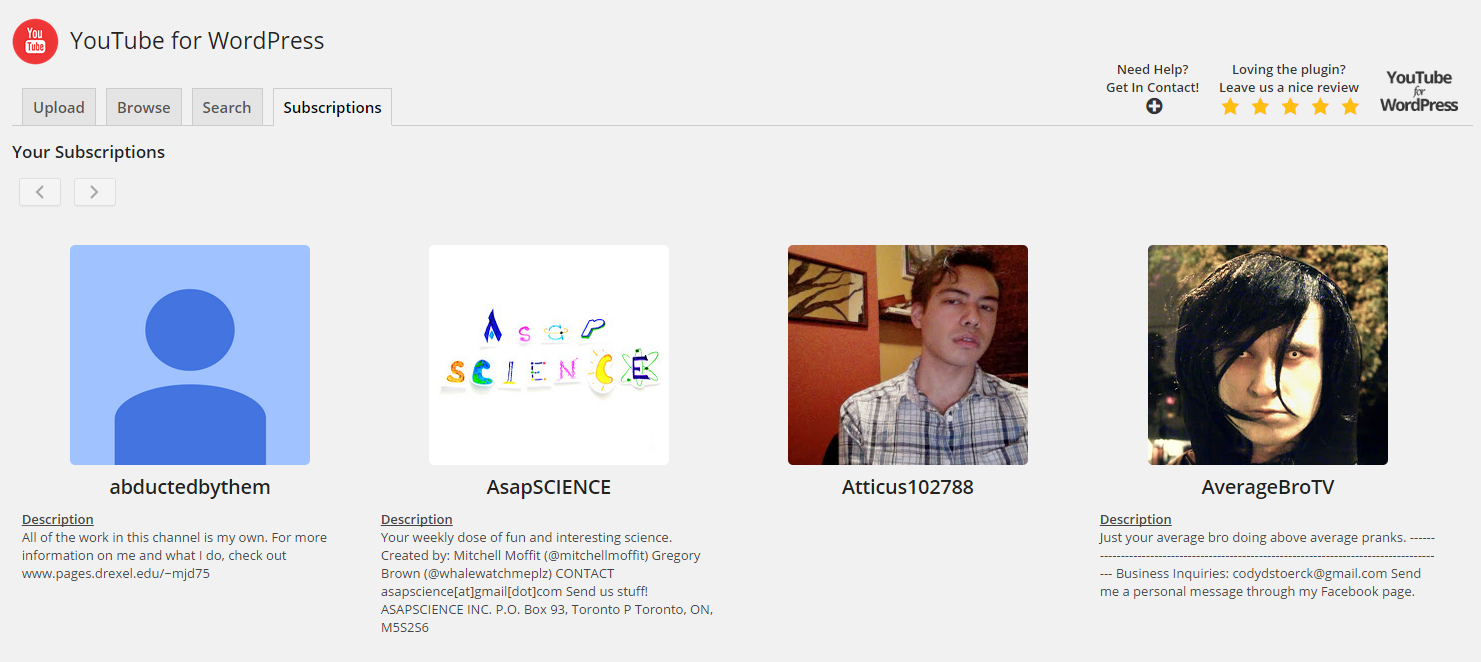 You
Tube
YouTube for WordPress
Need Help?
Get In Contact!
Loving the plugin?
Leave us a nice review
YouTube
for
WordPress
Upload
Browse
Search
Subscriptions
Your Subscriptions
Asap
SCIENCE
abductedbythem
Description
All of the work in this channel is my own. For more
information on me and what I do, check out
www.pages.drexel.edu/~mjd75
AsapSCIENCE
Description
Your weekly dose of fun and interesting science.
Created by: Mitchell Moffit (@mitchellmoffit) Gregory
Brown (@whalewatchmeplz) CONTACT
asapscience[at]gmail[dot]com Send us stuff!
ASAPSCIENCE INC. P.O. Box 93, Toronto P Toronto, ON,
M5S2S6
Atticus102788
AverageBroTV
Description
Just your average bro doing above average pranks. ------
--------------------------------------------------------------------------------
--- Business Inquiries: codydstoerck@gmail.com Send
me a personal message through my Facebook page.